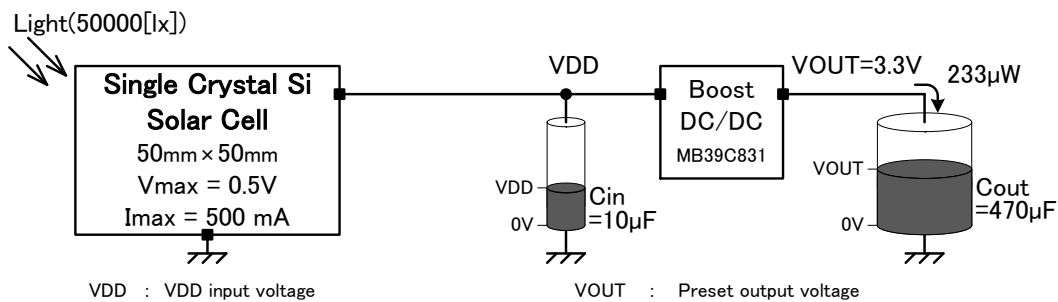 Light(50000[lx])
Single Crystal Si
Solar Cell
50mm×50mm
Vmax = 0.5V
Imax = 500 mA
VDD
VDD
0V
Cin
=10μF
Boost
DC/DC
MB39C831
VOUT=3.3V
233μW
VOUT
0V
Cout
=470μF
VDD : VDD input voltage
VOUT : Preset output voltage